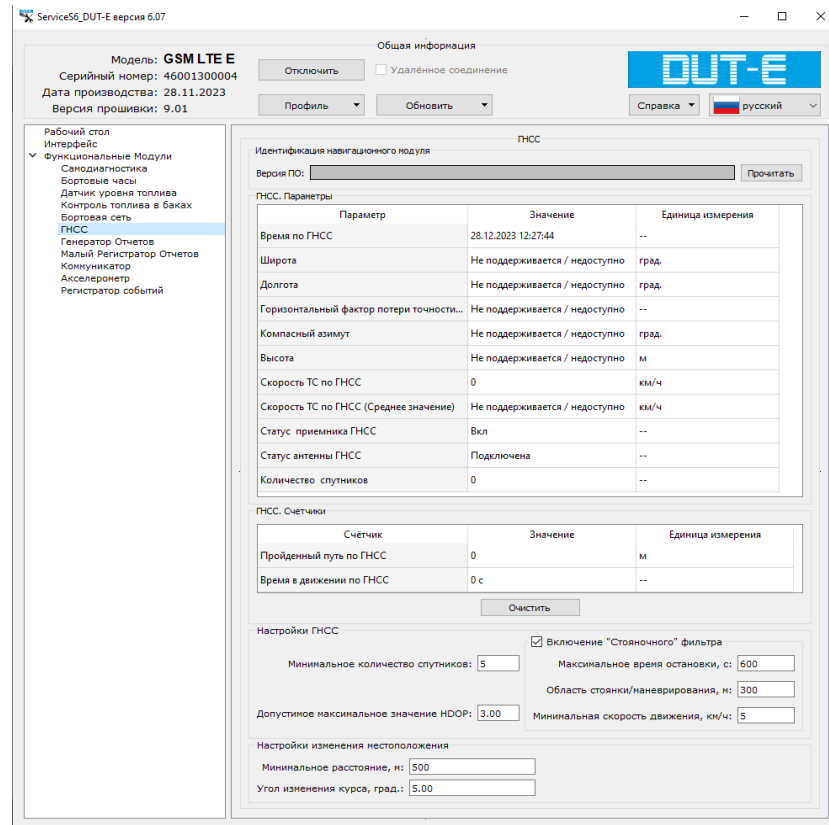 ServiceS6_DUT-E версия 6.07
Общая информация
Модель: GSM LTE E
Серийный номер: 46001300004
Дата производства: 28.11.2023
Версия прошивки: 9.01
Отключить
Удалённое соединение
Профиль
Обновить
DUT-E
Справка
русский
Рабочий стол
Интерфейс
Функциональные Модули
Самодиагностика
Бортовые часы
Датчик уровня топлива
Контроль топлива в баках
Бортовая сеть
ГНСС
Генератор Отчетов
Малый Регистратор Отчетов
Коммуникатор
Акселерометр
Регистратор событий
ГНСС
Идентификация навигационного модуля
Версия ПО:
Прочитать
ГНСС. Параметры
Параметр Значение Единица измерения
Время по ГНСС 28.12.2023 12:27:44 --
Широта Не поддерживается / недоступно град.
Долгота Не поддерживается / недоступно град.
Горизонтальный фактор потери точности... Не поддерживается / недоступно --
Компасный азимут Не поддерживается / недоступно град.
Высота Не поддерживается / недоступно м
Скорость ТС по ГНСС 0 км/ч
Скорость ТС по ГНСС (Среднее значение) Не поддерживается / недоступно км/ч
Статус приемника ГНСС Вкл --
Статус антенны ГНСС Подключена --
Количество спутников 0 --
ГНСС. Счетчики
Счётчик Значение Единица измерения
Пройденный путь по ГНСС 0 м
Время в движении по ГНСС 0 с --
Очистить
Настройки ГНСС
Минимальное количество спутников: 5
Допустимое максимальное значение HDOP: 3.00
Включение "Стояночного" фильтра
Максимальное время остановки, с: 600
Область стоянки/маневрирования, м: 300
Минимальная скорость движения, км/ч: 5
Настройки изменения местоположения
Минимальное расстояние, м: 500
Угол изменения курса, град.: 5.00